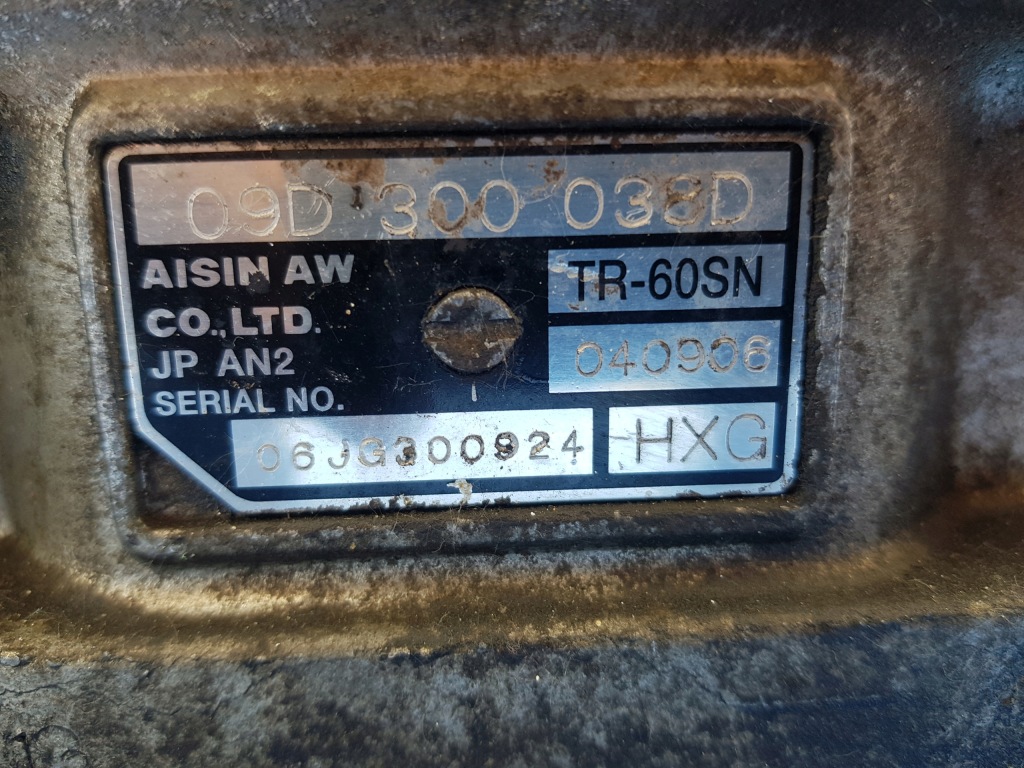 09D 300 038D
AISIN AW
CO.,LTD.
JP AN2
SERIAL NO.
TR-60SN
040906
06JG300924
HXG